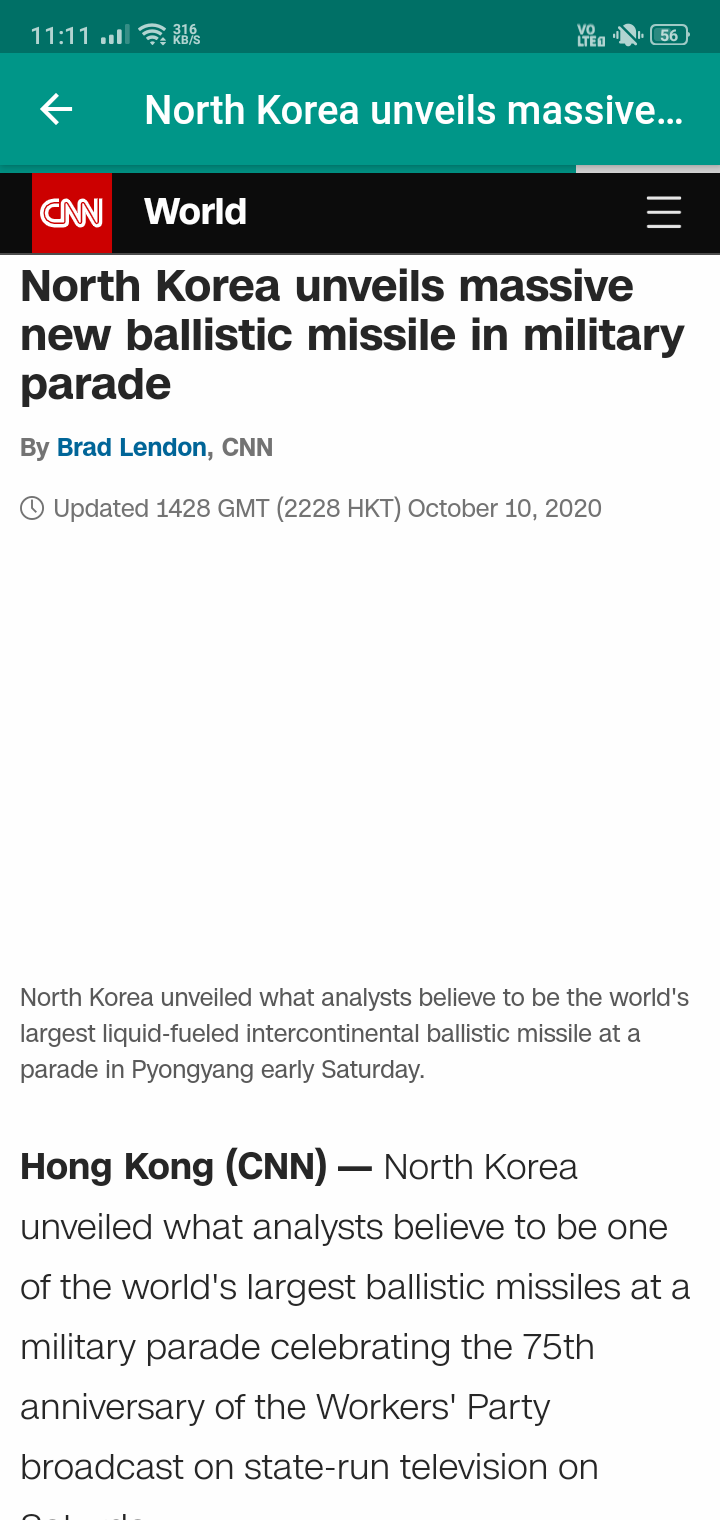 11:11 316 KB/S VO LTE 56
North Korea unveils massive...
CNN World
North Korea unveils massive
new ballistic missile in military
parade
By Brad Lendon, CNN
Updated 1428 GMT (2228 HKT) October 10, 2020
North Korea unveiled what analysts believe to be the world's
largest liquid-fueled intercontinental ballistic missile at a
parade in Pyongyang early Saturday.
Hong Kong (CNN) — North Korea
unveiled what analysts believe to be one
of the world's largest ballistic missiles at a
military parade celebrating the 75th
anniversary of the Workers' Party
broadcast on state-run television on